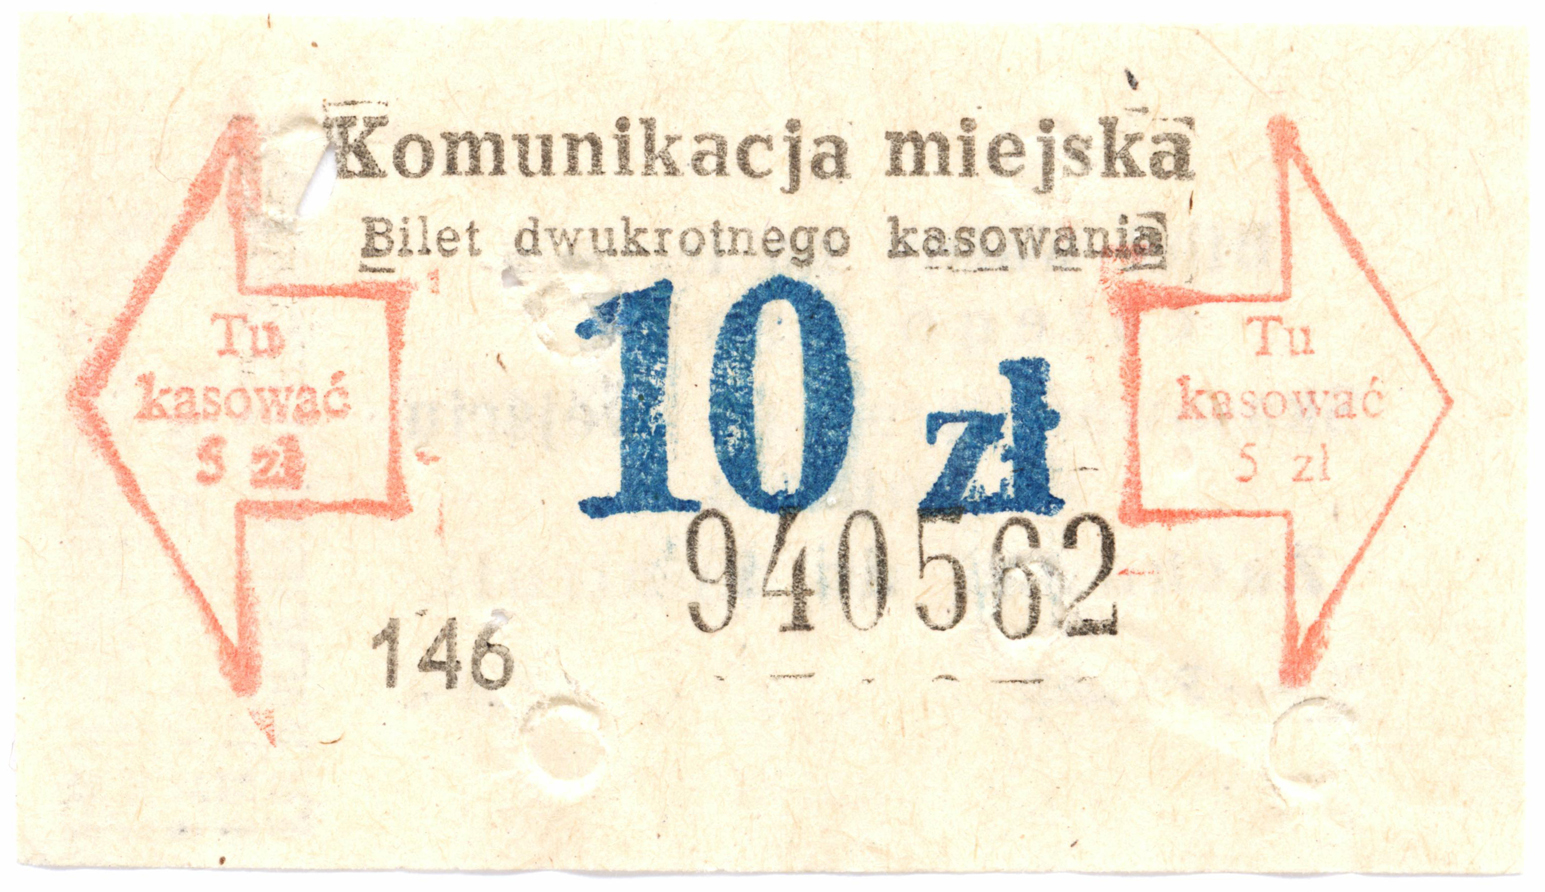 Komunikacja miejska
Bilet dwukrotnego kasowania
10 zł
Tu
kasować
5 zł
Tu
kasować
5 zł
940562
146